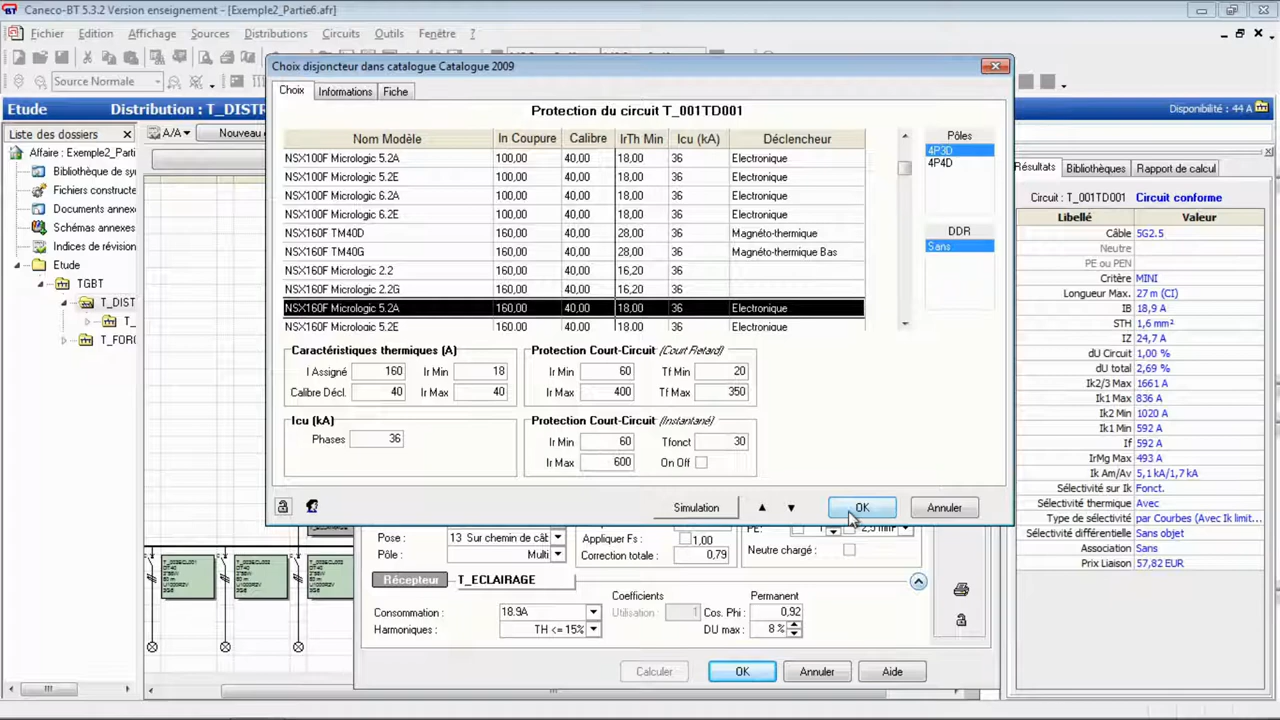 Caneco-BT 5.3.2 Version enseignement - [Exemple2_Partie6.afr]
Fichier Edition Affichage Sources Distributions Circuits Outils Fenêtre ?
Source Normale
Etude Distribution : T_DISTR Disponibilité : 44 A
Liste des dossiers A/A Nouveau
Affaire : Exemple2_Parti
Bibliothèque de sy
Fichiers constructe
Documents annexe
Schémas annexes
Indices de révision
Etude
TGBT
T_DIST
T_
T_FORC
Choix disjoncteur dans catalogue Catalogue 2009
Choix Informations Fiche
Protection du circuit T_001TD001
Nom Modèle In Coupure Calibre IrTh Min Icu (kA) Déclencheur
NSX100F Micrologic 5.2A 100,00 40,00 18,00 36 Electronique
NSX100F Micrologic 5.2E 100,00 40,00 18,00 36 Electronique
NSX100F Micrologic 6.2A 100,00 40,00 18,00 36 Electronique
NSX100F Micrologic 6.2E 100,00 40,00 18,00 36 Electronique
NSX160F TM40D 160,00 40,00 28,00 36 Magnéto-thermique
NSX160F TM40G 160,00 40,00 28,00 36 Magnéto-thermique Bas
NSX160F Micrologic 2.2 160,00 40,00 16,20 36
NSX160F Micrologic 2.2G 160,00 40,00 16,20 36
NSX160F Micrologic 5.2A 160,00 40,00 18,00 36 Electronique
NSX160F Micrologic 5.2E 160,00 40,00 18,00 36 Electronique
Pôles
4P3D
4P4D
DDR
Sans
Caractéristiques thermiques (A)
I Assigné 160 Ir Min 18
Calibre Décl. 40 Ir Max 40
Protection Court-Circuit (Court Retard)
Ir Min 60 Tf Min 20
Ir Max 400 Tf Max 350
Icu (kA)
Phases 36
Protection Court-Circuit (Instantané)
Ir Min 60 Tfonct 30
Ir Max 600 On Off
Simulation OK Annuler
Pose : 13 Sur chemin de câbl Appliquer Fs : 1,00 PE: 1 2,5 mm²
Pôle : Multi Correction totale : 0,79 Neutre chargé :
Récepteur T_ECLAIRAGE
Coefficients Permanent
Consommation : 18.9A Utilisation : 1 Cos. Phi : 0,92
Harmoniques : TH <= 15% DU max : 8 %
Calculer OK Annuler Aide
Résultats Bibliothèques Rapport de calcul
Circuit : T_001TD001 Circuit conforme
Libellé Valeur
Câble 5G2.5
Neutre
PE ou PEN
Critère MINI
Longueur Max. 27 m (CI)
IB 18,9 A
STH 1,6 mm²
IZ 24,7 A
dU Circuit 1,00 %
dU total 2,69 %
Ik2/3 Max 1661 A
Ik1 Max 836 A
Ik2 Min 1020 A
Ik1 Min 592 A
If 592 A
IrMg Max 493 A
Ik Am/Av 5,1 kA/1,7 kA
Sélectivité sur Ik Fonct.
Sélectivité thermique Avec
Type de sélectivité par Courbes (Avec Ik limit...
Sélectivité différentielle Sans objet
Association Sans
Prix Liaison 57,82 EUR